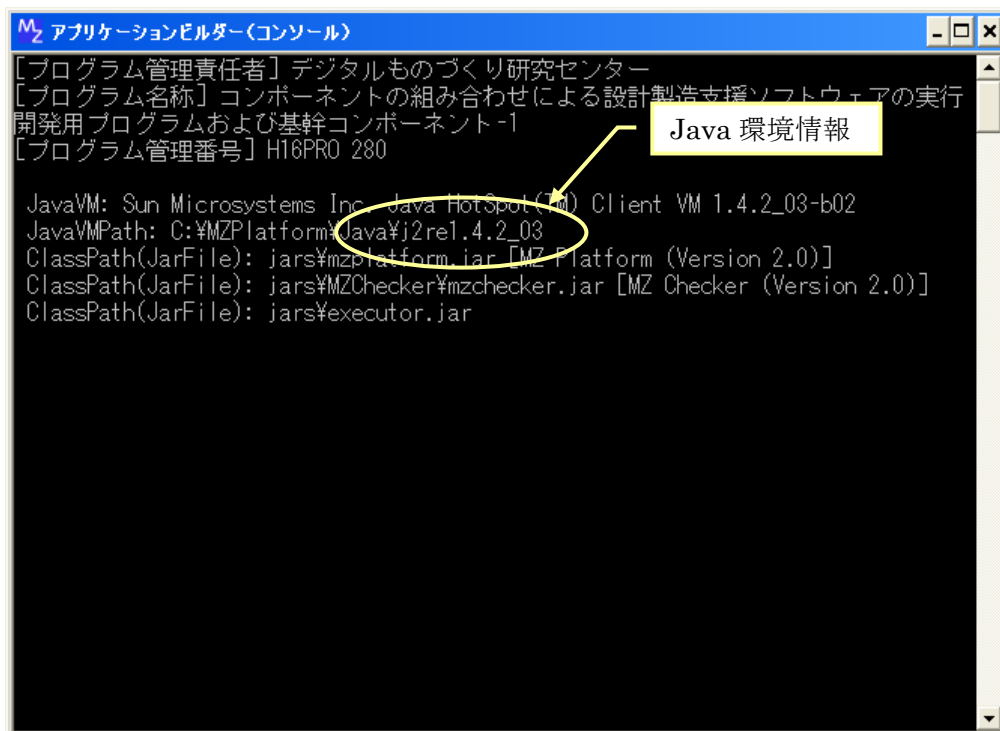 MZ アプリケーションビルダー(コンソール)
[プログラム管理責任者] デジタルものづくり研究センター
[プログラム名称] コンポーネントの組み合わせによる設計製造支援ソフトウェアの実行
開発用プログラムおよび基幹コンポーネント-1
[プログラム管理番号] H16PRO 280
Java 環境情報
JavaVM: Sun Microsystems Inc. Java HotSpot(TM) Client VM 1.4.2_03-b02
JavaVMPath: C:¥MZPlatform¥Java¥j2re1.4.2_03
ClassPath(JarFile): jars¥mzplatform.jar [MZ Platform (Version 2.0)]
ClassPath(JarFile): jars¥MZChecker¥mzchecker.jar [MZ Checker (Version 2.0)]
ClassPath(JarFile): jars¥executor.jar